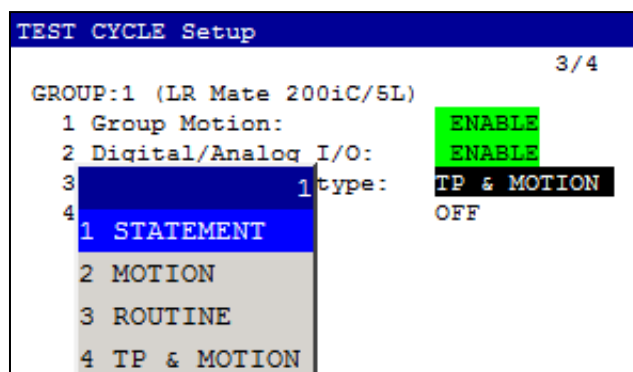 TEST CYCLE Setup
3/4
GROUP:1 (LR Mate 200iC/5L)
1 Group Motion: ENABLE
2 Digital/Analog I/O: ENABLE
3 type: TP & MOTION
4 OFF
1
1 STATEMENT
2 MOTION
3 ROUTINE
4 TP & MOTION